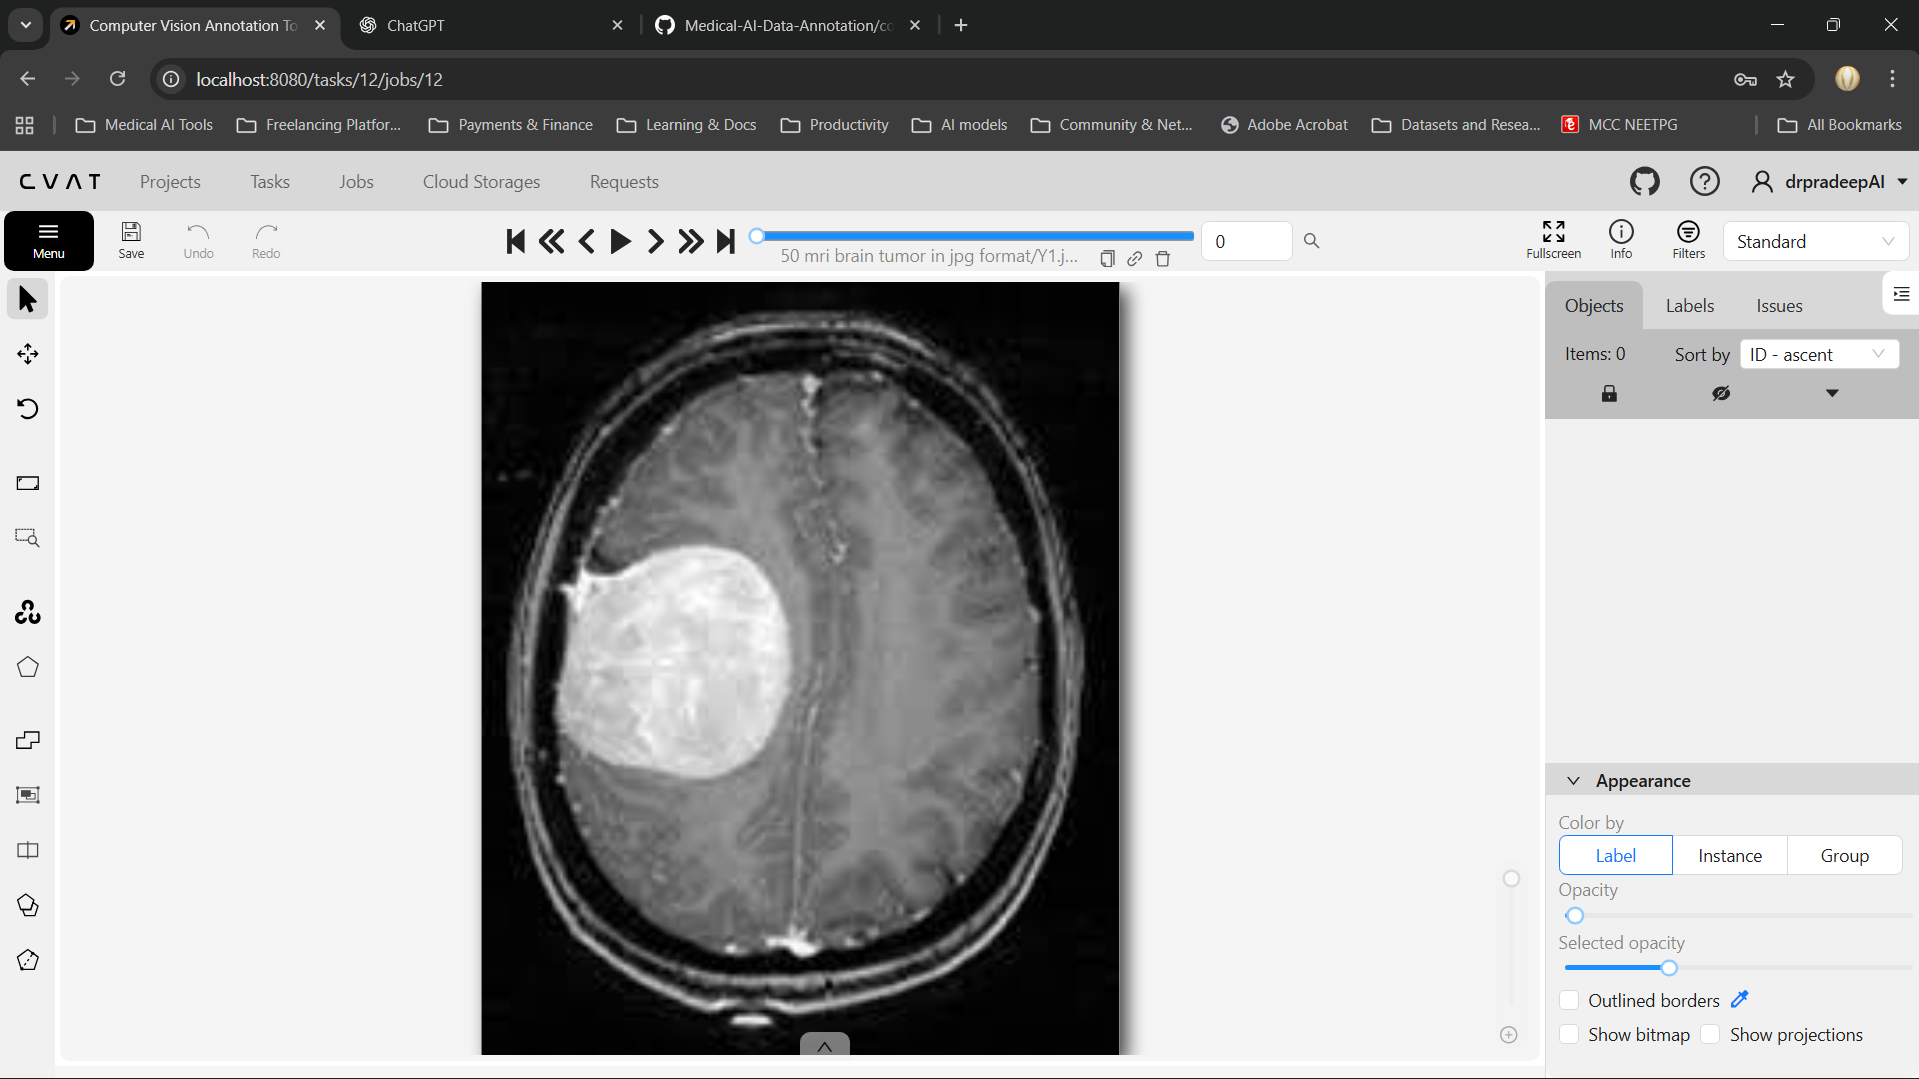 Computer Vision Annotation To
ChatGPT
Medical-AI-Data-Annotation/co
localhost:8080/tasks/12/jobs/12
Medical AI Tools
Freelancing Platfor...
Payments & Finance
Learning & Docs
Productivity
AI models
Community & Net...
Adobe Acrobat
Datasets and Resea...
MCC NEETPG
All Bookmarks
CVAT
Projects
Tasks
Jobs
Cloud Storages
Requests
drpradeepAI
Menu
Save
Undo
Redo
50 mri brain tumor in jpg format/Y1.j...
0
Fullscreen
Info
Filters
Standard
Objects
Labels
Issues
Items: 0
Sort by
ID - ascent
Appearance
Color by
Label
Instance
Group
Opacity
Selected opacity
Outlined borders
Show bitmap
Show projections